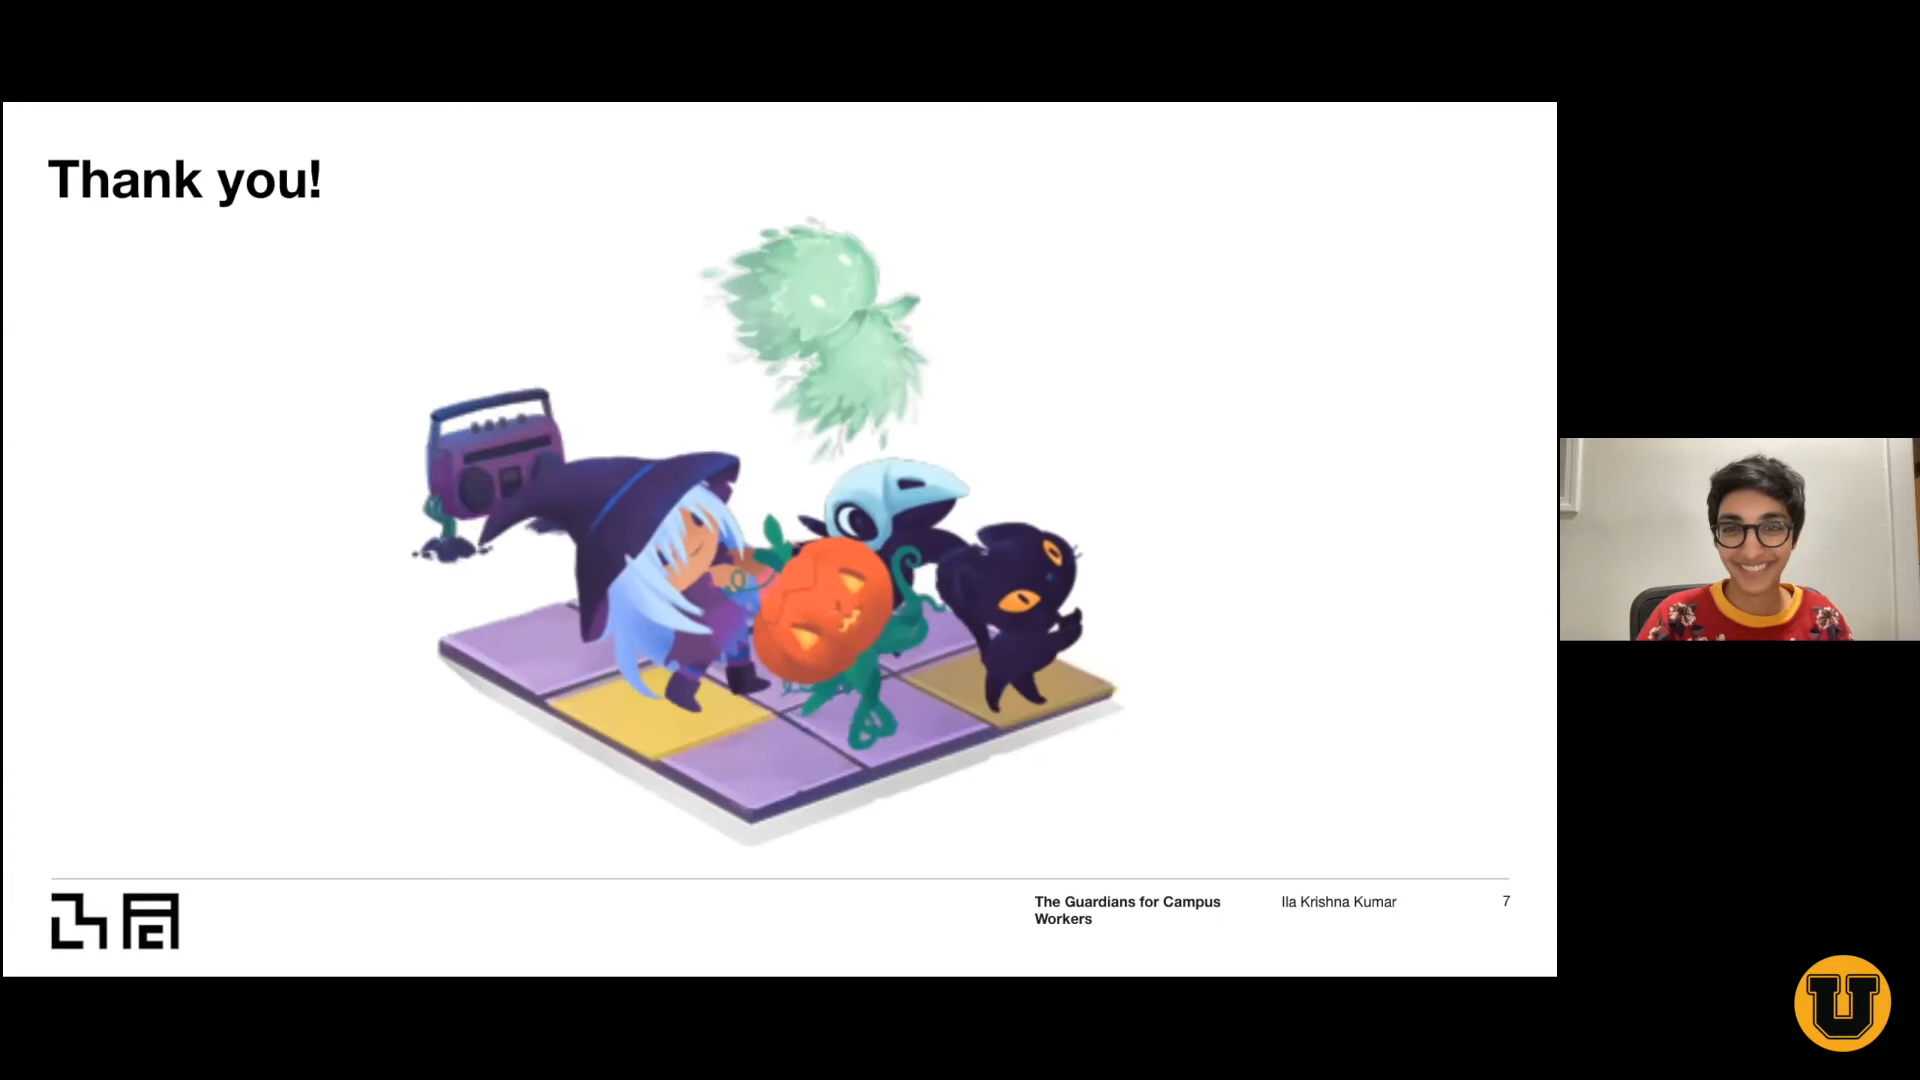 Thank you!
The Guardians for Campus
Workers
Ila Krishna Kumar
7
U